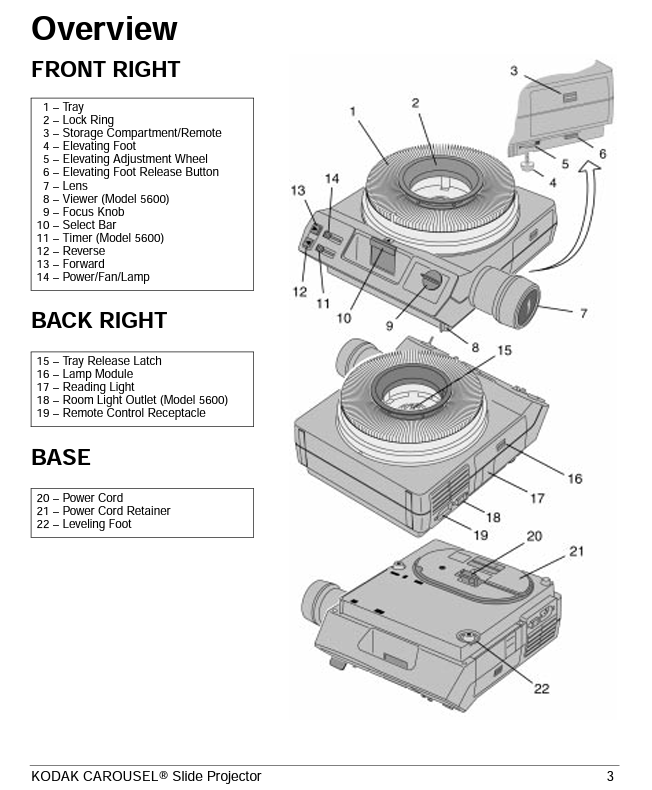 Overview
FRONT RIGHT
1 – Tray
2 – Lock Ring
3 – Storage Compartment/Remote
4 – Elevating Foot
5 – Elevating Adjustment Wheel
6 – Elevating Foot Release Button
7 – Lens
8 – Viewer (Model 5600)
9 – Focus Knob
10 – Select Bar
11 – Timer (Model 5600)
12 – Reverse
13 – Forward
14 – Power/Fan/Lamp
3
2
1
6
5
4
14
13
12
11
10
9
7
8
BACK RIGHT
15 – Tray Release Latch
16 – Lamp Module
17 – Reading Light
18 – Room Light Outlet (Model 5600)
19 – Remote Control Receptacle
15
16
17
18
19
BASE
20 – Power Cord
21 – Power Cord Retainer
22 – Leveling Foot
20
21
22
KODAK CAROUSEL® Slide Projector 3